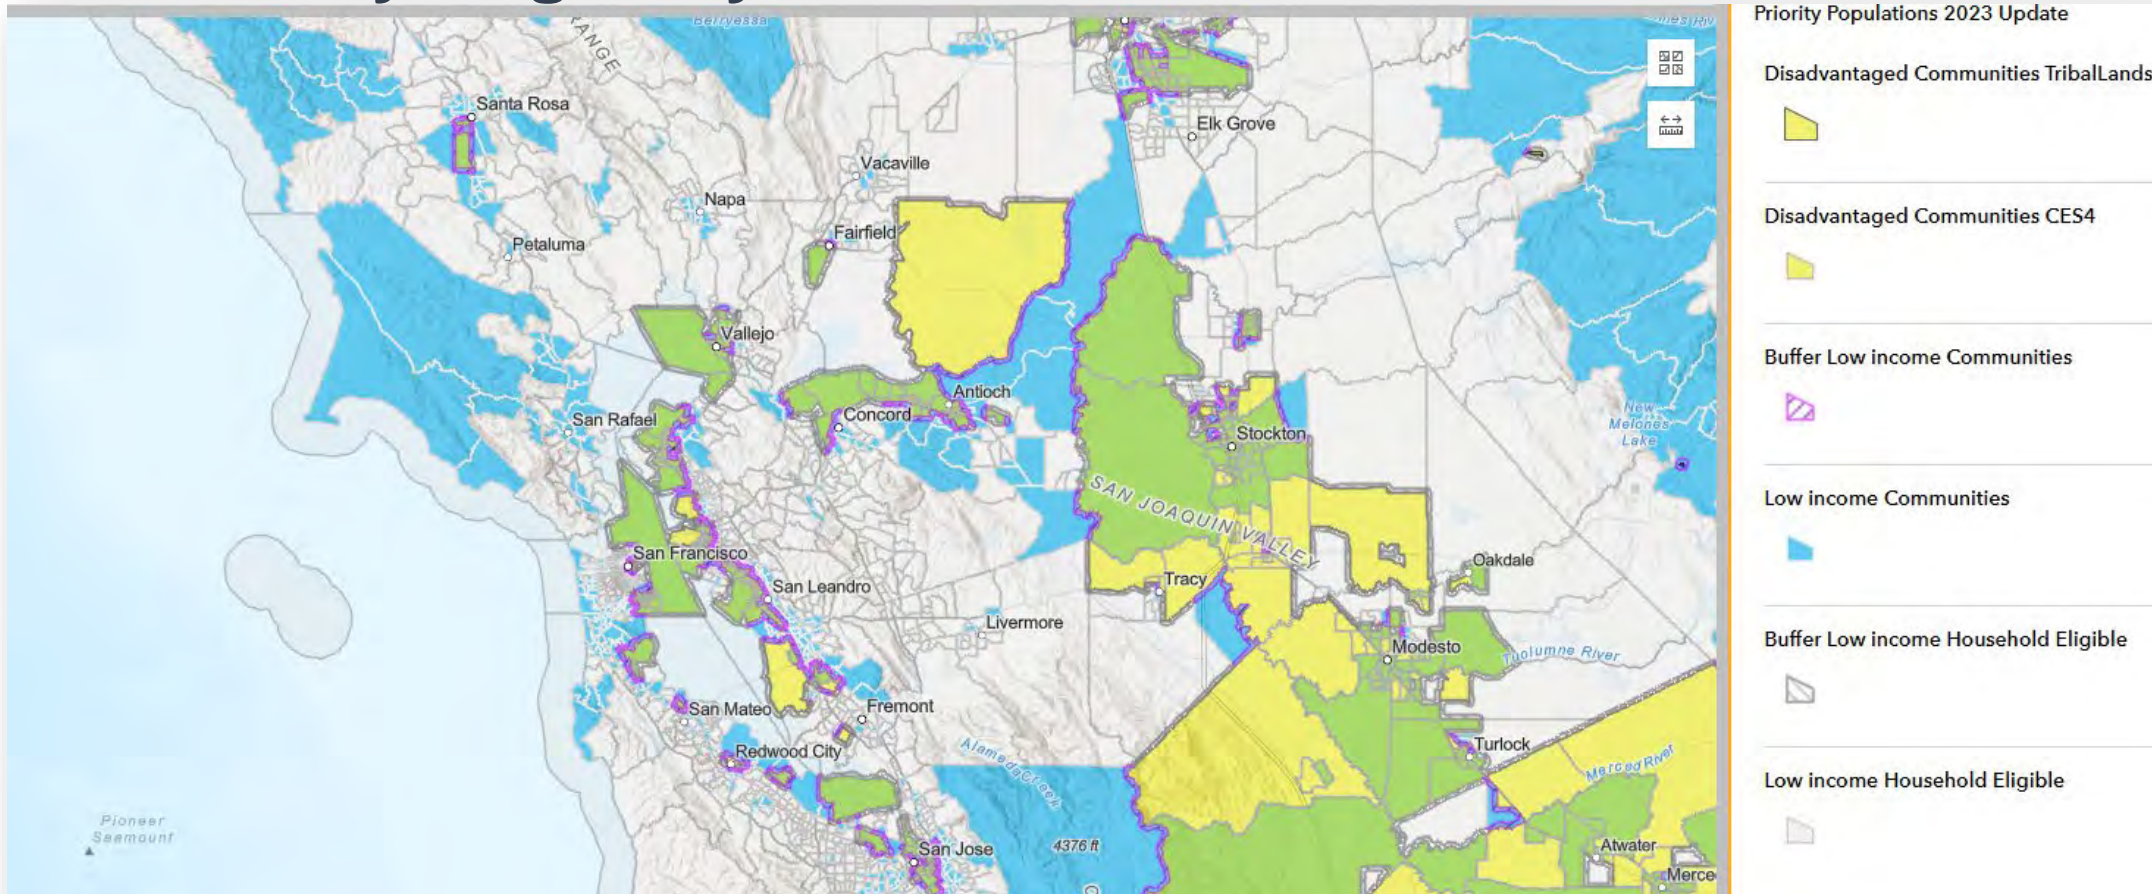 Berryessa
RANGE
Santa Rosa
Elk Grove
Vacaville
Napa
Fairfield
Petaluma
Vallejo
Antioch
San Rafael
Concord
New
Melones
Lake
Stockton
SAN JOAQUIN VALLEY
San Francisco
Oakdale
Tracy
San Leandro
Livermore
Modesto
Tuolumne River
San Mateo
Fremont
Redwood City
Alameda Creek
Turlock
Merced River
Pioneer
Seamount
San Jose
4376 ft
Atwater
Merce
Priority Populations 2023 Update
Disadvantaged Communities TribalLands
Disadvantaged Communities CES4
Buffer Low income Communities
Low income Communities
Buffer Low income Household Eligible
Low income Household Eligible